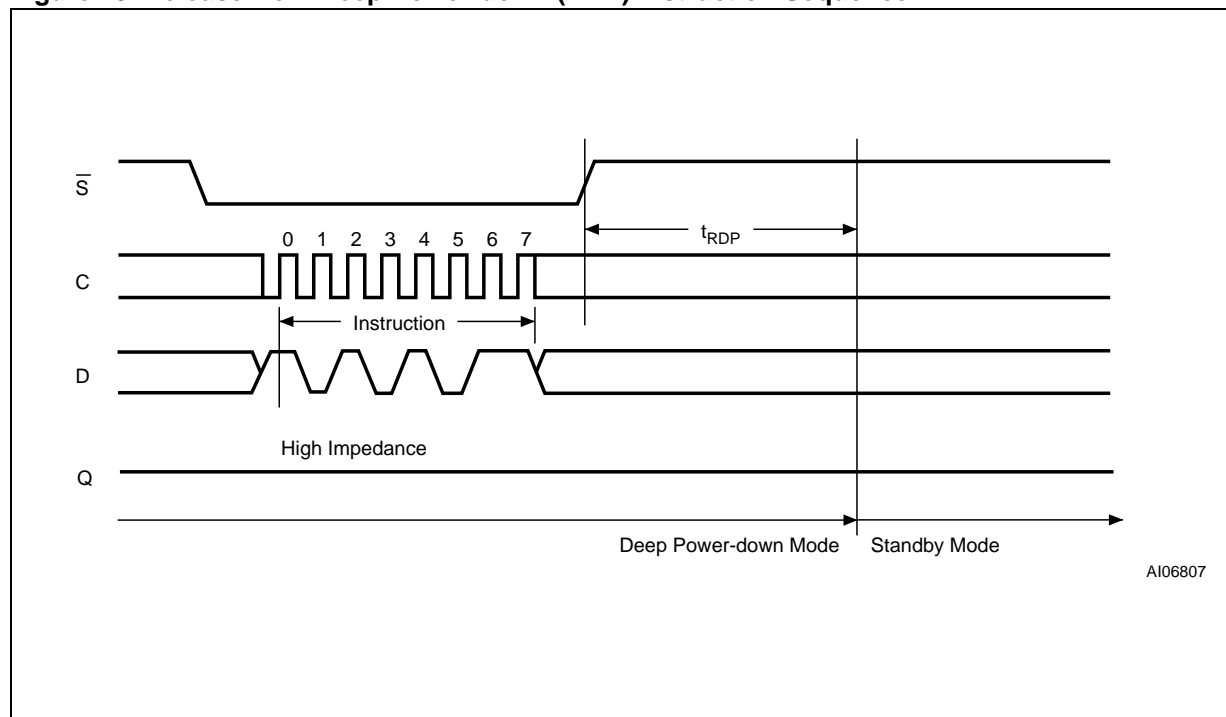 S
tRDP
0 1 2 3 4 5 6 7
C
Instruction
D
High Impedance
Q
Deep Power-down Mode Standby Mode
AI06807